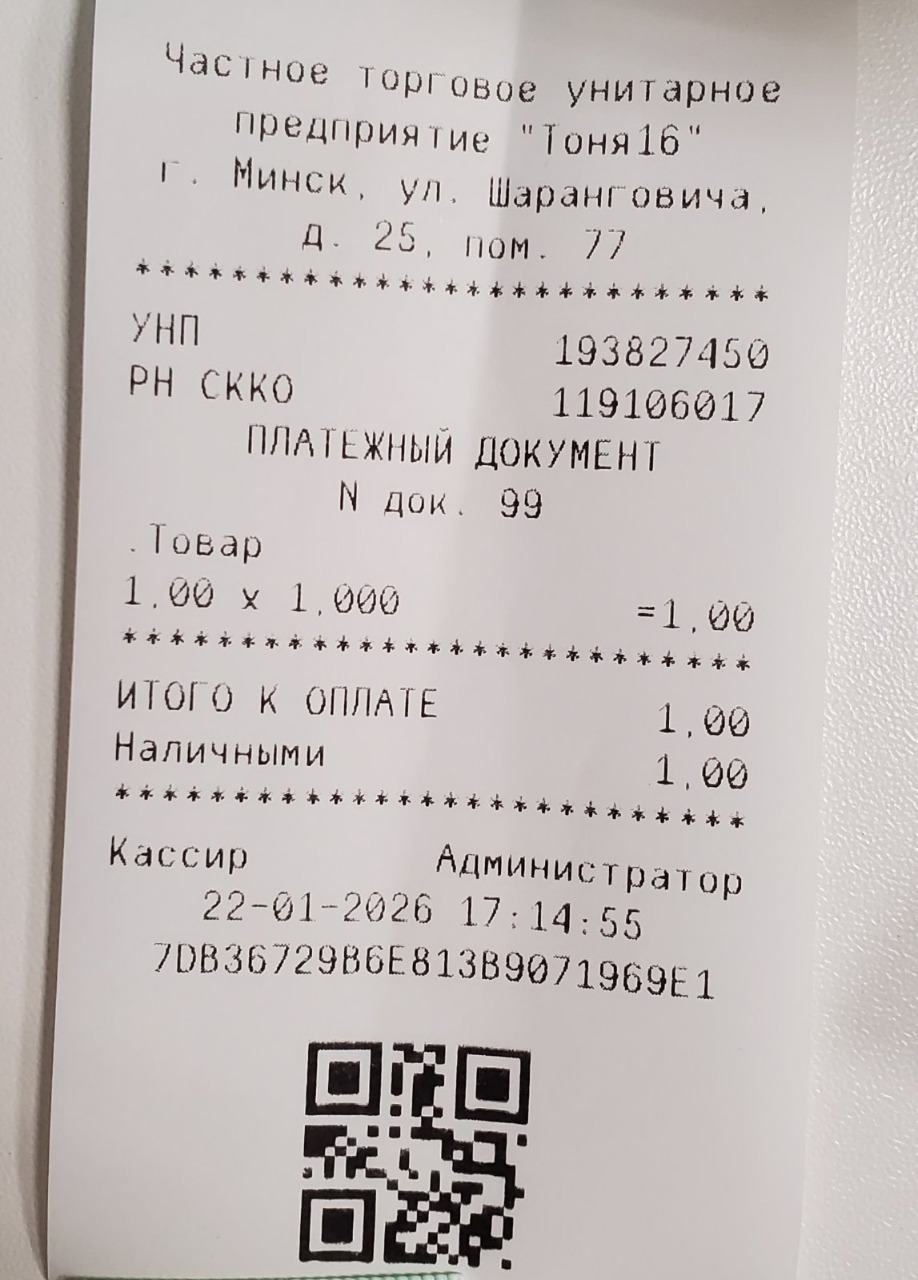 Частное торговое унитарное
предприятие "Тоня16"
г. Минск, ул. Шаранговича,
д. 25, пом. 77
***************************
УНП 193827450
РН СККО 119106017
ПЛАТЕЖНЫЙ ДОКУМЕНТ
N док. 99
.Товар
1.00 x 1.000 =1.00
***************************
ИТОГО К ОПЛАТЕ 1.00
Наличными 1.00
***************************
Кассир Администратор
22-01-2026 17:14:55
7DB36729B6E813B9071969E1